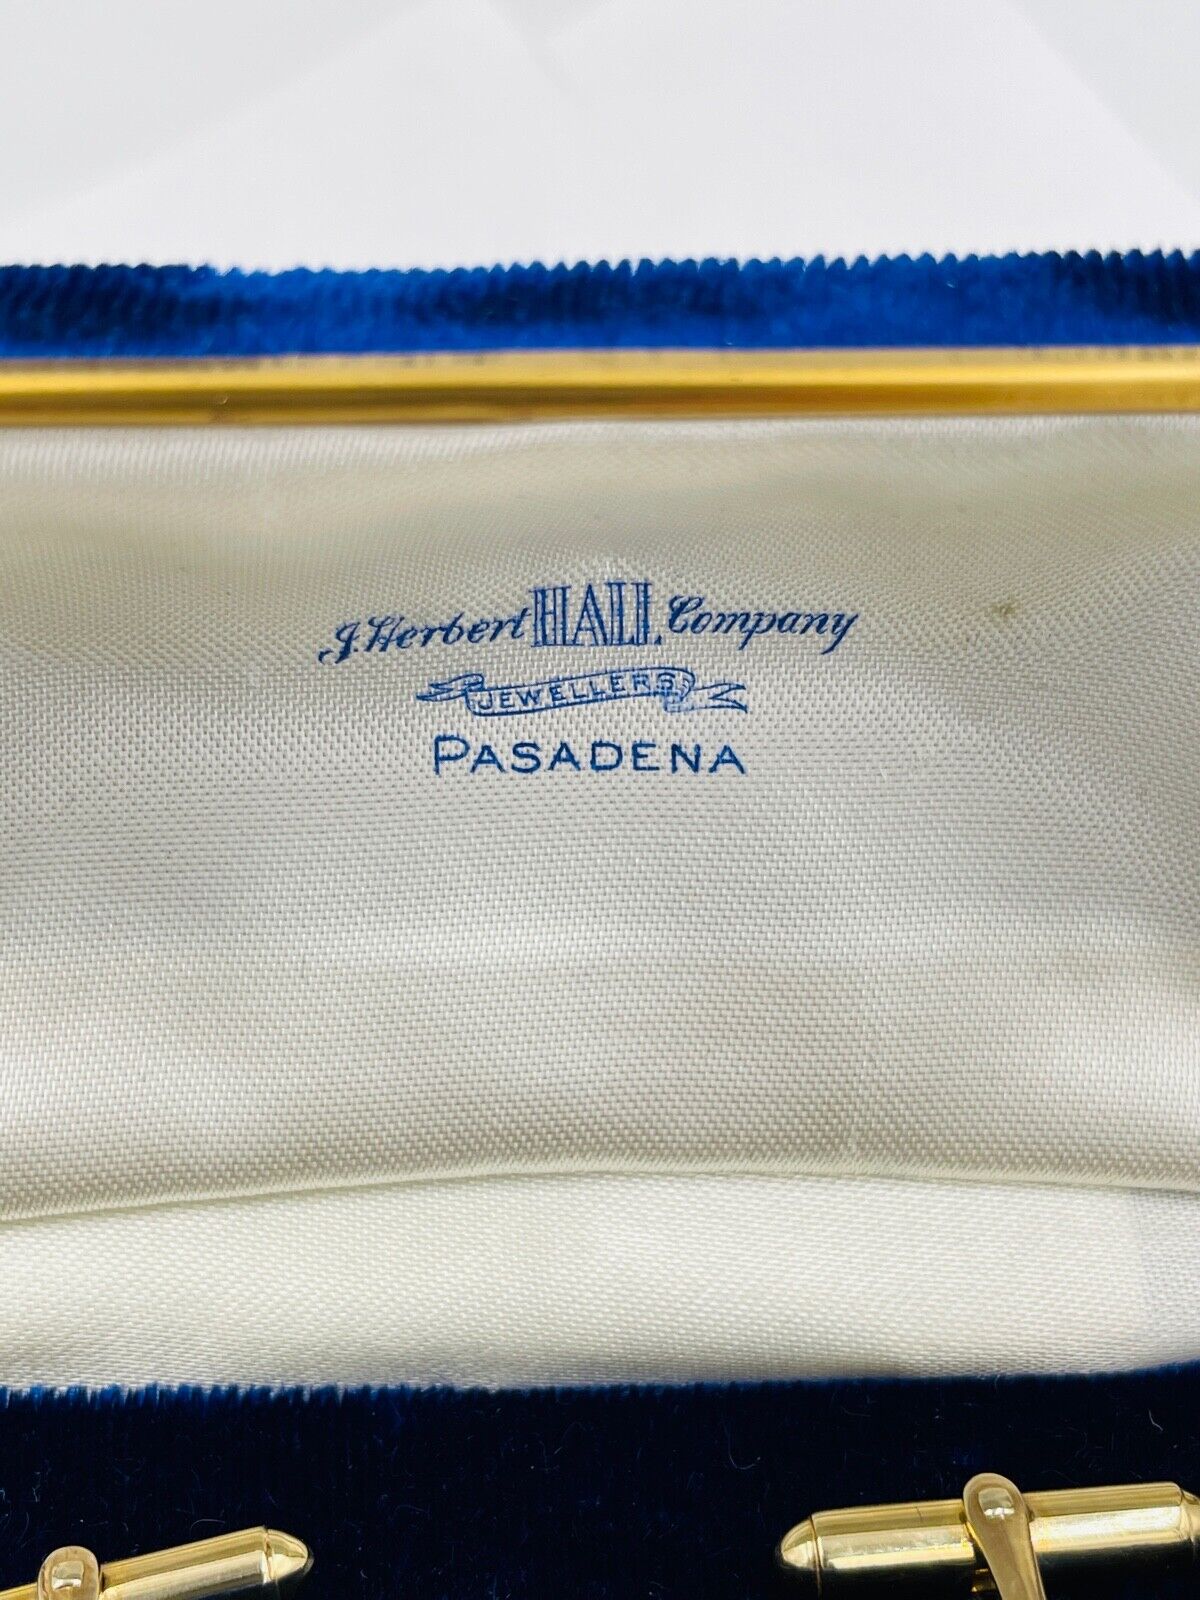 J. Herbert HALL Company
JEWELLERS
PASADENA